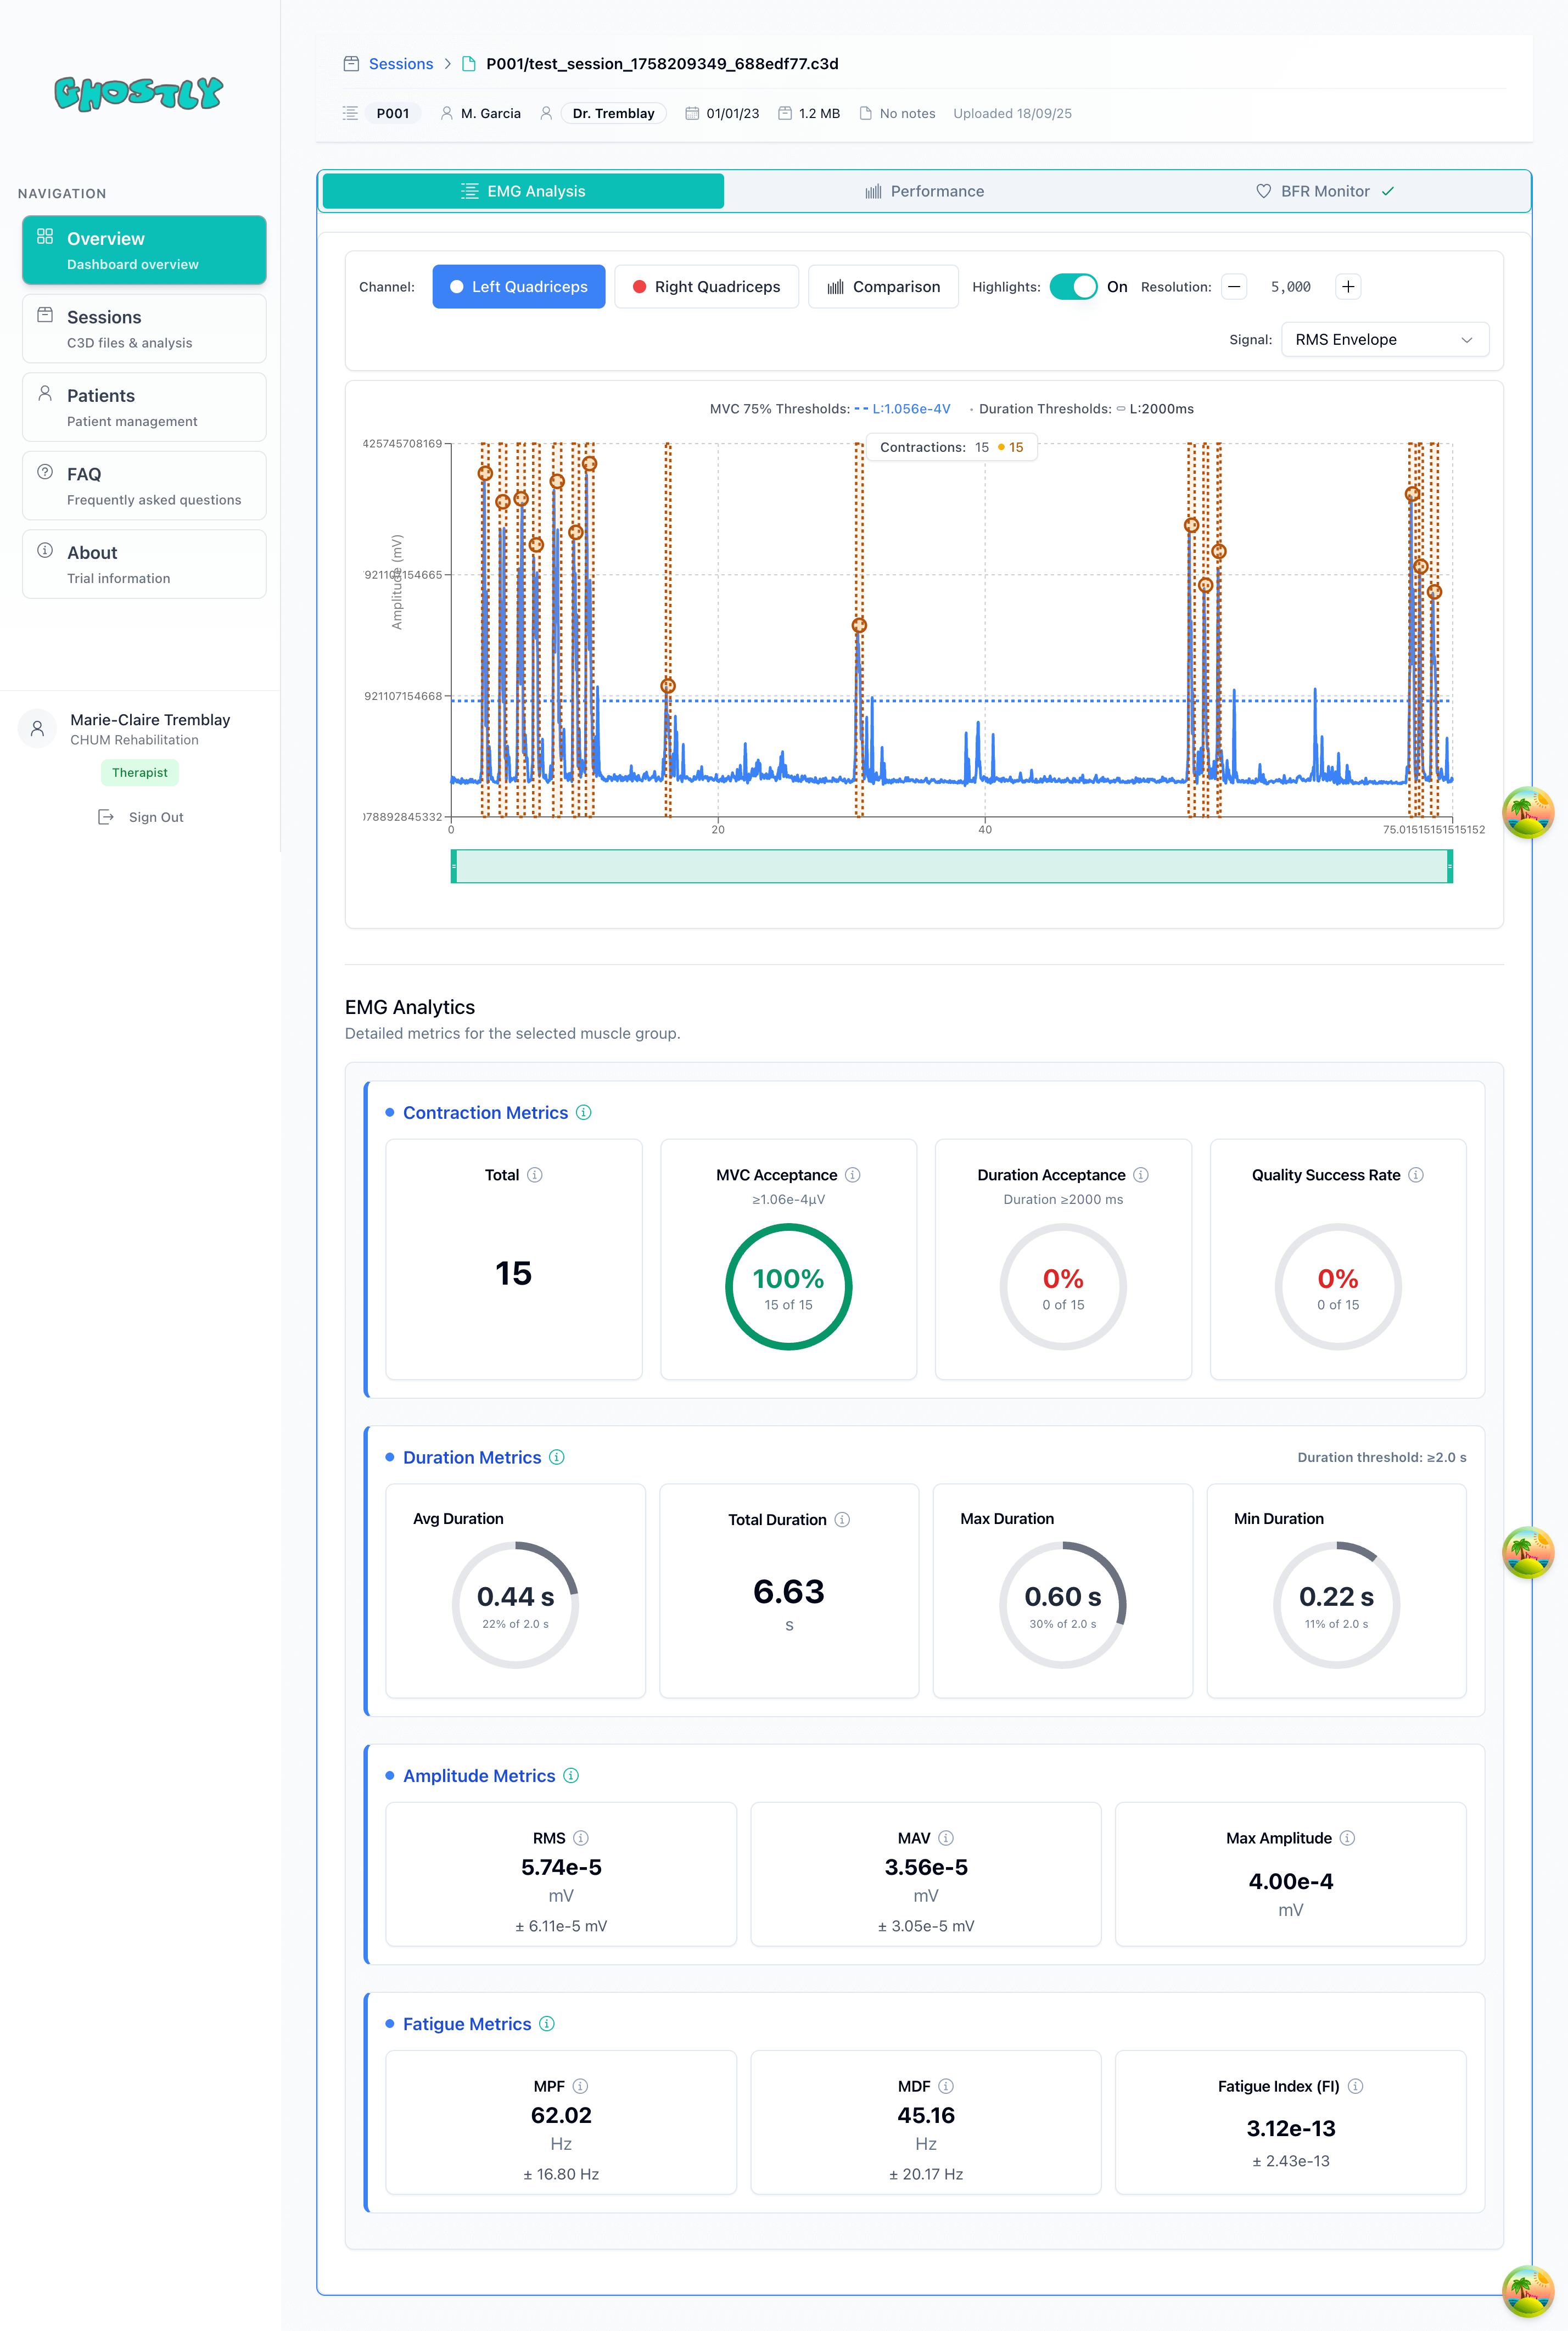 GHOSTLY
NAVIGATION
Overview
Dashboard overview
Sessions
C3D files & analysis
Patients
Patient management
FAQ
Frequently asked questions
About
Trial information
Marie-Claire Tremblay
CHUM Rehabilitation
Therapist
Sign Out
Sessions > P001/test_session_1758209349_688edf77.c3d
P001 M. Garcia Dr. Tremblay 01/01/23 1.2 MB No notes Uploaded 18/09/25
EMG Analysis Performance BFR Monitor ✓
Channel: Left Quadriceps Right Quadriceps Comparison Highlights: On Resolution: − 5,000 +
Signal: RMS Envelope
MVC 75% Thresholds: -- L:1.056e-4V • Duration Thresholds: L:2000ms
Contractions: 15 15
425745708169
921107154665
921107154668
078892845332
Amplitude (mV)
0 20 40 75.01515151515152
EMG Analytics
Detailed metrics for the selected muscle group.
Contraction Metrics
Total
15
MVC Acceptance
≥1.06e-4µV
100%
15 of 15
Duration Acceptance
Duration ≥2000 ms
0%
0 of 15
Quality Success Rate
0%
0 of 15
Duration Metrics
Duration threshold: ≥2.0 s
Avg Duration
0.44 s
22% of 2.0 s
Total Duration
6.63
s
Max Duration
0.60 s
30% of 2.0 s
Min Duration
0.22 s
11% of 2.0 s
Amplitude Metrics
RMS
5.74e-5
mV
± 6.11e-5 mV
MAV
3.56e-5
mV
± 3.05e-5 mV
Max Amplitude
4.00e-4
mV
Fatigue Metrics
MPF
62.02
Hz
± 16.80 Hz
MDF
45.16
Hz
± 20.17 Hz
Fatigue Index (FI)
3.12e-13
± 2.43e-13